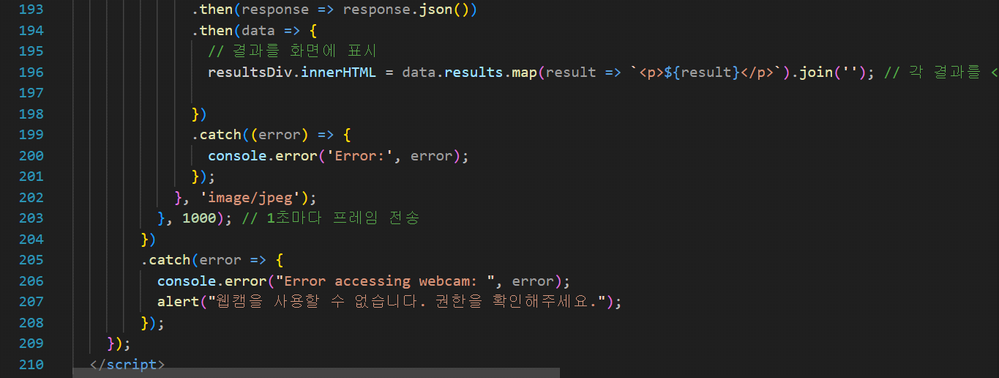 193 .then(response => response.json())
194 .then(data => {
195 // 결과를 화면에 표시
196 resultsDiv.innerHTML = data.results.map(result => `<p>${result}</p>`).join(''); // 각 결과를 <
197
198 })
199 .catch((error) => {
200 console.error('Error:', error);
201 });
202 }, 'image/jpeg');
203 }, 1000); // 1초마다 프레임 전송
204 })
205 .catch(error => {
206 console.error("Error accessing webcam: ", error);
207 alert("웹캠을 사용할 수 없습니다. 권한을 확인해주세요.");
208 });
209 });
210 </script>